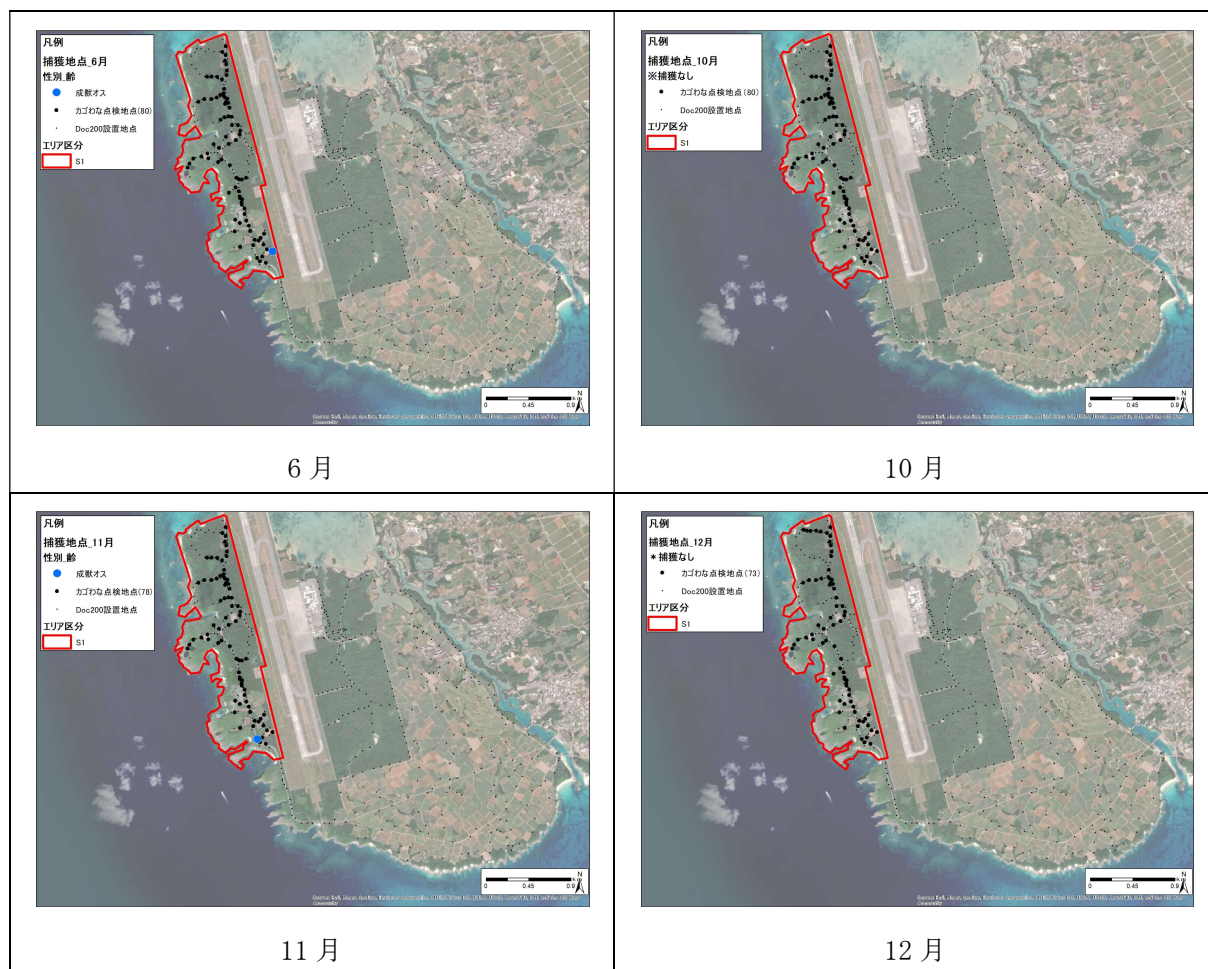 凡例
捕獲地点_6月
性別_齢
成獣オス
カゴわな点検地点(80)
Doc200設置地点
エリア区分
S1
N
km
0 0.45 0.9
6 月
凡例
捕獲地点_10月
※捕獲なし
カゴわな点検地点(80)
Doc200設置地点
エリア区分
S1
N
km
0 0.45 0.9
10 月
凡例
捕獲地点_11月
性別_齢
成獣オス
カゴわな点検地点(78)
Doc200設置地点
エリア区分
S1
N
km
0 0.45 0.9
11 月
凡例
捕獲地点_12月
*捕獲なし
カゴわな点検地点(73)
Doc200設置地点
エリア区分
S1
N
km
0 0.45 0.9
12 月